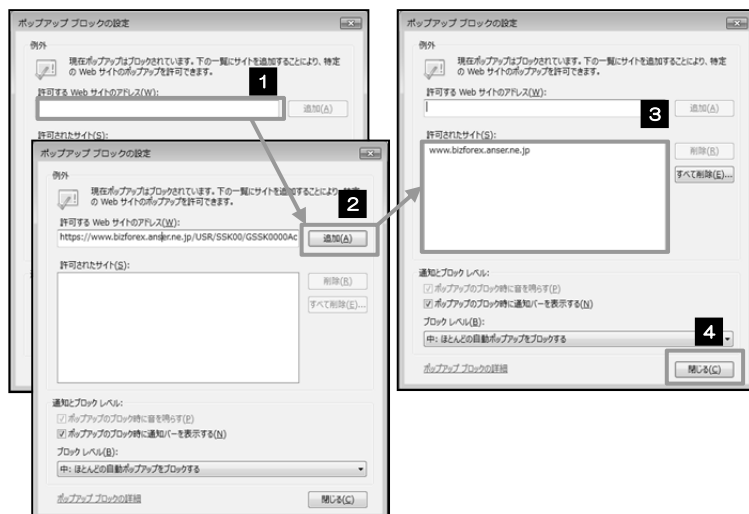 ポップアップ ブロックの設定
例外
現在ポップアップはブロックされています。下の一覧にサイトを追加することにより、特定
の Web サイトのポップアップを許可できます。
許可する Web サイトのアドレス(W):
1
追加(A)
許可されたサイト(S):
ポップアップ ブロックの設定
例外
現在ポップアップはブロックされています。下の一覧にサイトを追加することにより、特定
の Web サイトのポップアップを許可できます。
2
許可する Web サイトのアドレス(W):
https://www.bizforex.anser.ne.jp/USR/SSK00/GSSK0000Ac
追加(A)
許可されたサイト(S):
削除(R)
すべて削除(E)...
通知とブロック レベル:
ポップアップのブロック時に音を鳴らす(P)
ポップアップのブロック時に通知バーを表示する(N)
ブロック レベル(B):
中: ほとんどの自動ポップアップをブロックする
ポップアップ ブロックの詳細
閉じる(C)
ポップアップ ブロックの設定
例外
現在ポップアップはブロックされています。下の一覧にサイトを追加することにより、特定
の Web サイトのポップアップを許可できます。
許可する Web サイトのアドレス(W):
3
追加(A)
許可されたサイト(S):
www.bizforex.anser.ne.jp
削除(R)
すべて削除(E)...
通知とブロック レベル:
ポップアップのブロック時に音を鳴らす(P)
ポップアップのブロック時に通知バーを表示する(N)
ブロック レベル(B):
4
中: ほとんどの自動ポップアップをブロックする
ポップアップ ブロックの詳細
閉じる(C)